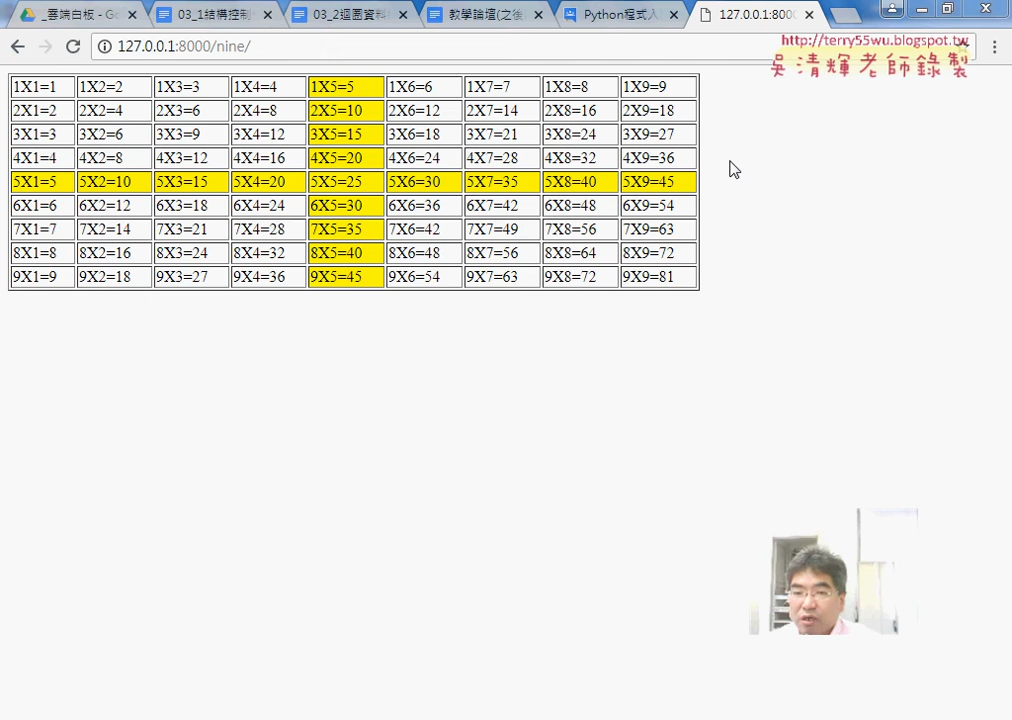 _雲端白板 - Go
03_1結構控制
03_2迴圈資料
教學論壇(之後
Python程式入
127.0.0.1:8000
127.0.0.1:8000/nine/
http://terry55wu.blogspot.tw
吳清輝老師錄製
1X1=1 1X2=2 1X3=3 1X4=4 1X5=5 1X6=6 1X7=7 1X8=8 1X9=9
2X1=2 2X2=4 2X3=6 2X4=8 2X5=10 2X6=12 2X7=14 2X8=16 2X9=18
3X1=3 3X2=6 3X3=9 3X4=12 3X5=15 3X6=18 3X7=21 3X8=24 3X9=27
4X1=4 4X2=8 4X3=12 4X4=16 4X5=20 4X6=24 4X7=28 4X8=32 4X9=36
5X1=5 5X2=10 5X3=15 5X4=20 5X5=25 5X6=30 5X7=35 5X8=40 5X9=45
6X1=6 6X2=12 6X3=18 6X4=24 6X5=30 6X6=36 6X7=42 6X8=48 6X9=54
7X1=7 7X2=14 7X3=21 7X4=28 7X5=35 7X6=42 7X7=49 7X8=56 7X9=63
8X1=8 8X2=16 8X3=24 8X4=32 8X5=40 8X6=48 8X7=56 8X8=64 8X9=72
9X1=9 9X2=18 9X3=27 9X4=36 9X5=45 9X6=54 9X7=63 9X8=72 9X9=81